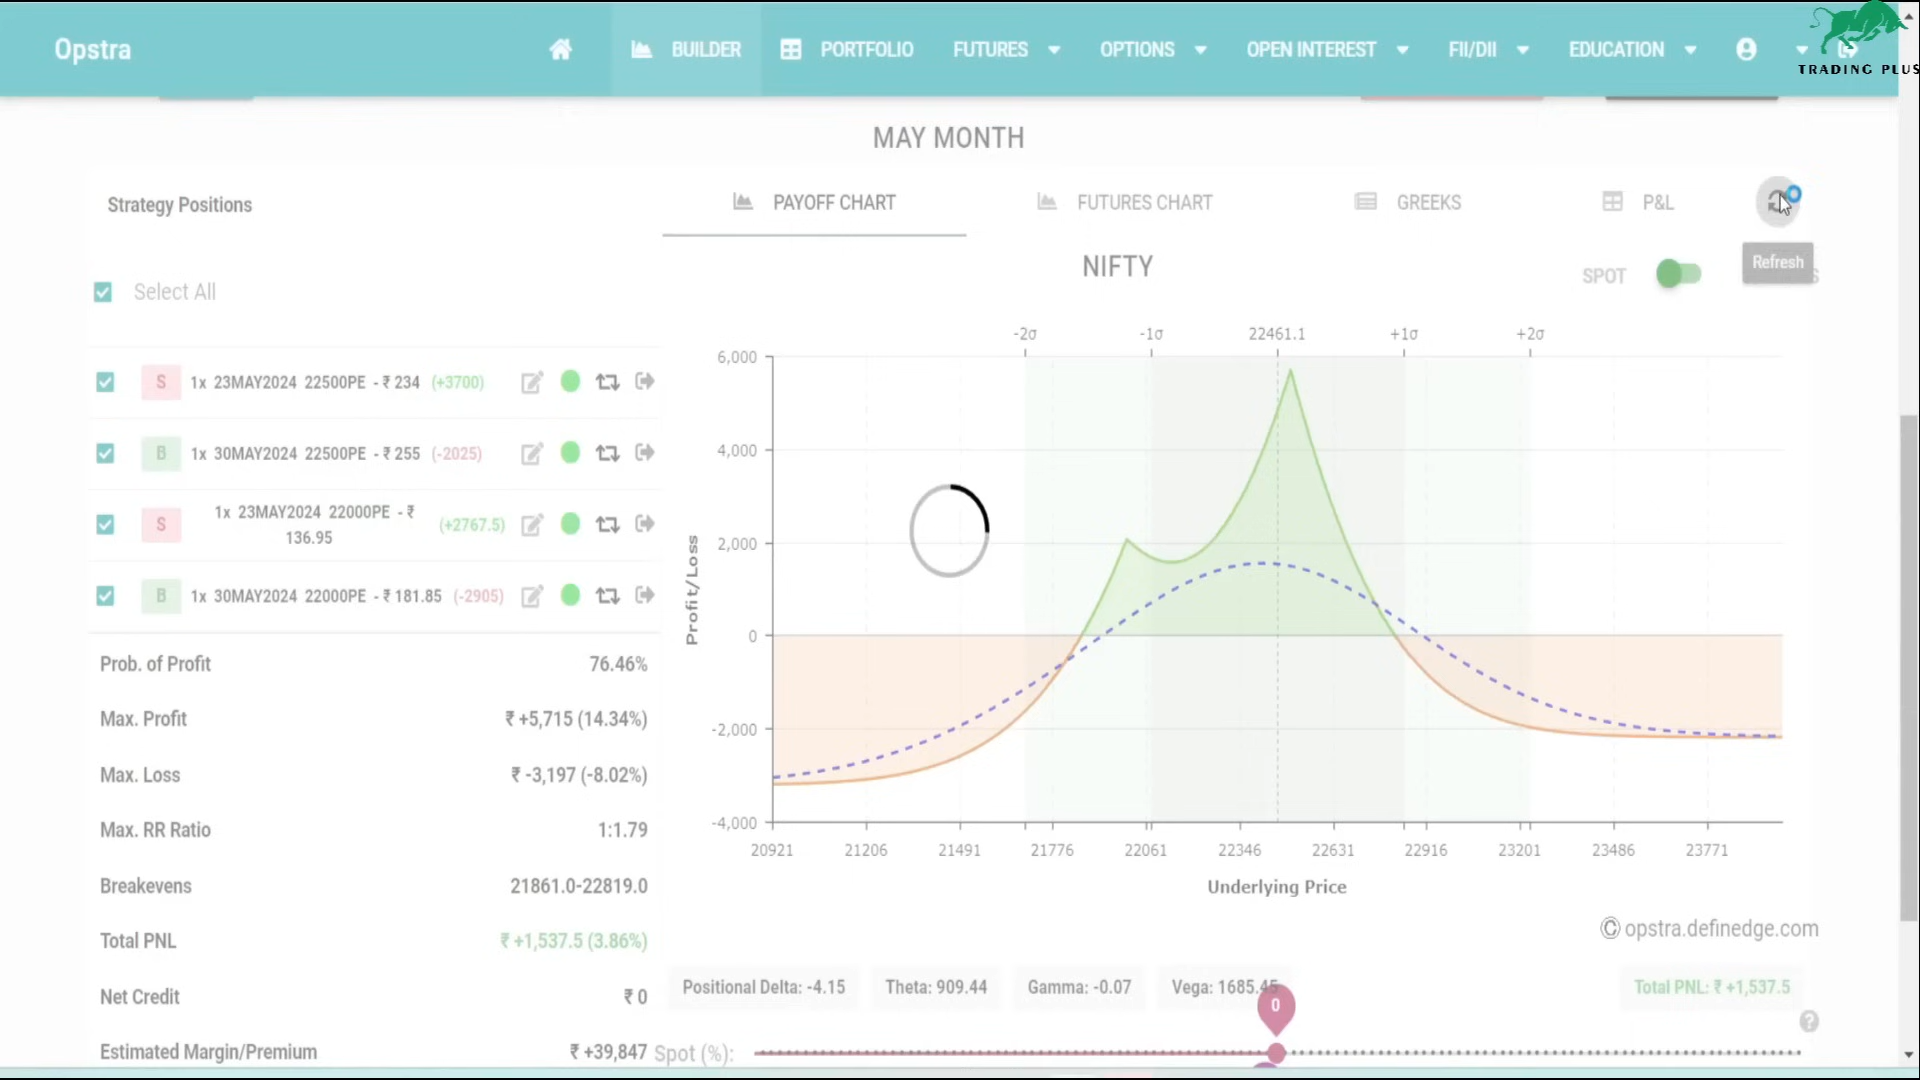 Opstra
BUILDER
PORTFOLIO
FUTURES
OPTIONS
OPEN INTEREST
FII/DII
EDUCATION
TRADING PLUS
MAY MONTH
Strategy Positions
PAYOFF CHART
FUTURES CHART
GREEKS
P&L
Refresh
NIFTY
SPOT
S
Select All
S 1x 23MAY2024 22500PE - ₹ 234 (+3700)
B 1x 30MAY2024 22500PE - ₹ 255 (-2025)
S 1x 23MAY2024 22000PE - ₹
136.95 (+2767.5)
B 1x 30MAY2024 22000PE - ₹ 181.85 (-2905)
Prob. of Profit 76.46%
Max. Profit ₹ +5,715 (14.34%)
Max. Loss ₹ -3,197 (-8.02%)
Max. RR Ratio 1:1.79
Breakevens 21861.0-22819.0
Total PNL ₹ +1,537.5 (3.86%)
Net Credit ₹ 0
Estimated Margin/Premium ₹ +39,847
-2σ -1σ 22461.1 +1σ +2σ
6,000
4,000
2,000
0
-2,000
-4,000
Profit/Loss
20921 21206 21491 21776 22061 22346 22631 22916 23201 23486 23771
Underlying Price
© opstra.definedge.com
Positional Delta: -4.15 Theta: 909.44 Gamma: -0.07 Vega: 1685.45 Total PNL: ₹ +1,537.5
0
?
Spot (%):